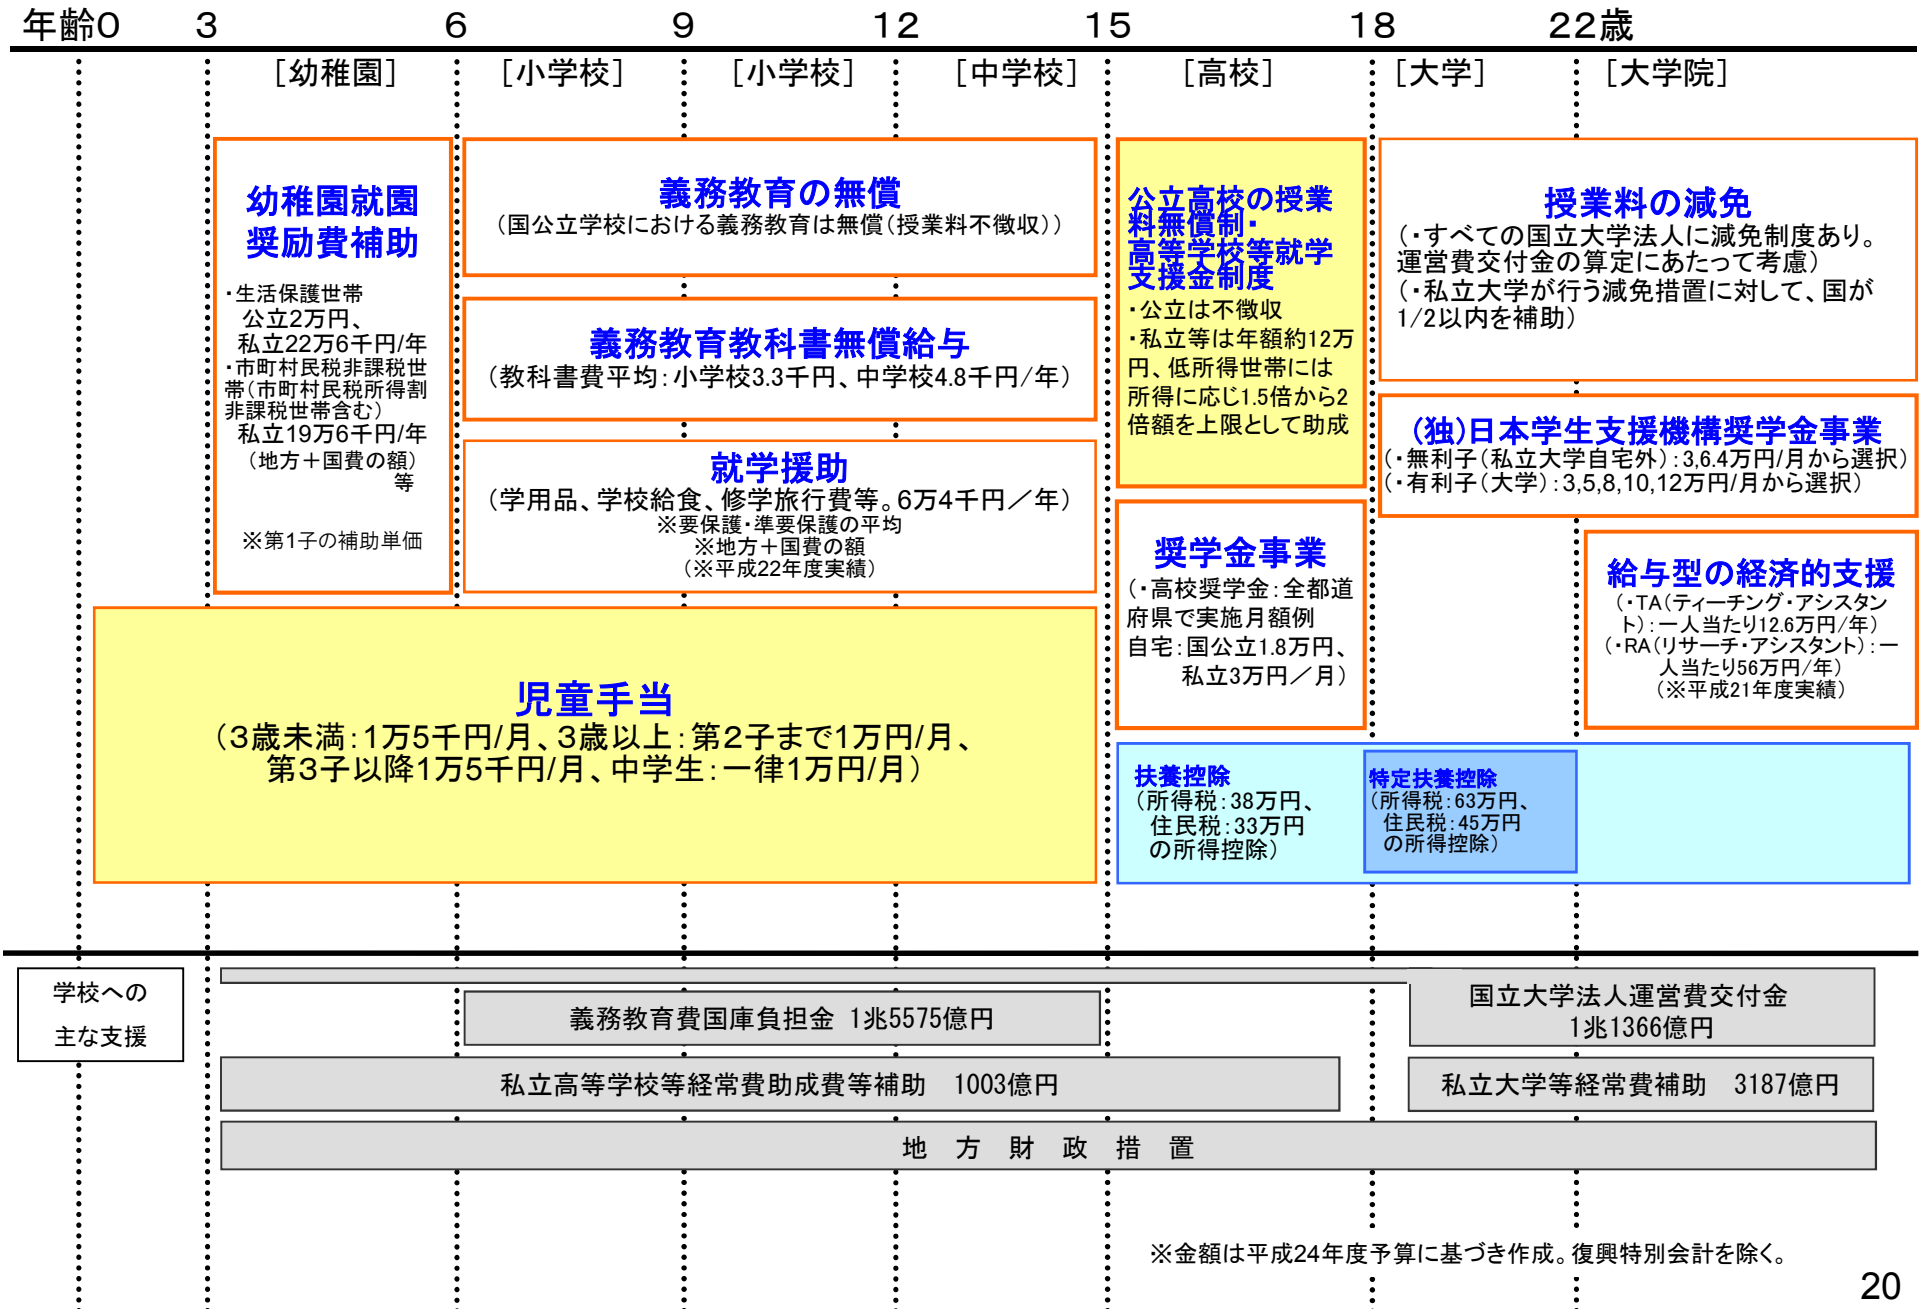 年齢0 3 6 9 12 15 18 22歳
［幼稚園］ ［小学校］ ［小学校］ ［中学校］ ［高校］ ［大学］ ［大学院］
幼稚園就園
奨励費補助
・生活保護世帯
公立2万円、
私立22万6千円/年
・市町村民税非課税世
帯（市町村民税所得割
非課税世帯含む）
私立19万6千円/年
（地方＋国費の額）
等
※第1子の補助単価
義務教育の無償
（国公立学校における義務教育は無償（授業料不徴収））
義務教育教科書無償給与
（教科書費平均：小学校3.3千円、中学校4.8千円/年）
就学援助
（学用品、学校給食、修学旅行費等。6万4千円／年）
※要保護・準要保護の平均
※地方＋国費の額
（※平成22年度実績）
児童手当
（3歳未満：1万5千円/月、3歳以上：第2子まで1万円/月、
第3子以降1万5千円/月、中学生：一律1万円/月）
公立高校の授業
料無償制・
高等学校等就学
支援金制度
・公立は不徴収
・私立等は年額約12万
円、低所得世帯には
所得に応じ1.5倍から2
倍額を上限として助成
奨学金事業
（・高校奨学金：全都道
府県で実施月額例
自宅：国公立1.8万円、
私立3万円／月）
授業料の減免
（・すべての国立大学法人に減免制度あり。
運営費交付金の算定にあたって考慮）
（・私立大学が行う減免措置に対して、国が
1/2以内を補助）
（独）日本学生支援機構奨学金事業
（・無利子（私立大学自宅外）：3,6.4万円/月から選択）
（・有利子（大学）：3,5,8,10,12万円/月から選択）
給与型の経済的支援
（・TA（ティーチング・アシスタン
ト）：一人当たり12.6万円/年）
（・RA（リサーチ・アシスタント）：一
人当たり56万円/年）
（※平成21年度実績）
扶養控除
（所得税：38万円、
住民税：33万円
の所得控除）
特定扶養控除
（所得税：63万円、
住民税：45万円
の所得控除）
学校への
主な支援
義務教育費国庫負担金 1兆5575億円
国立大学法人運営費交付金
1兆1366億円
私立高等学校等経常費助成費等補助 1003億円
私立大学等経常費補助 3187億円
地 方 財 政 措 置
※金額は平成24年度予算に基づき作成。復興特別会計を除く。
20